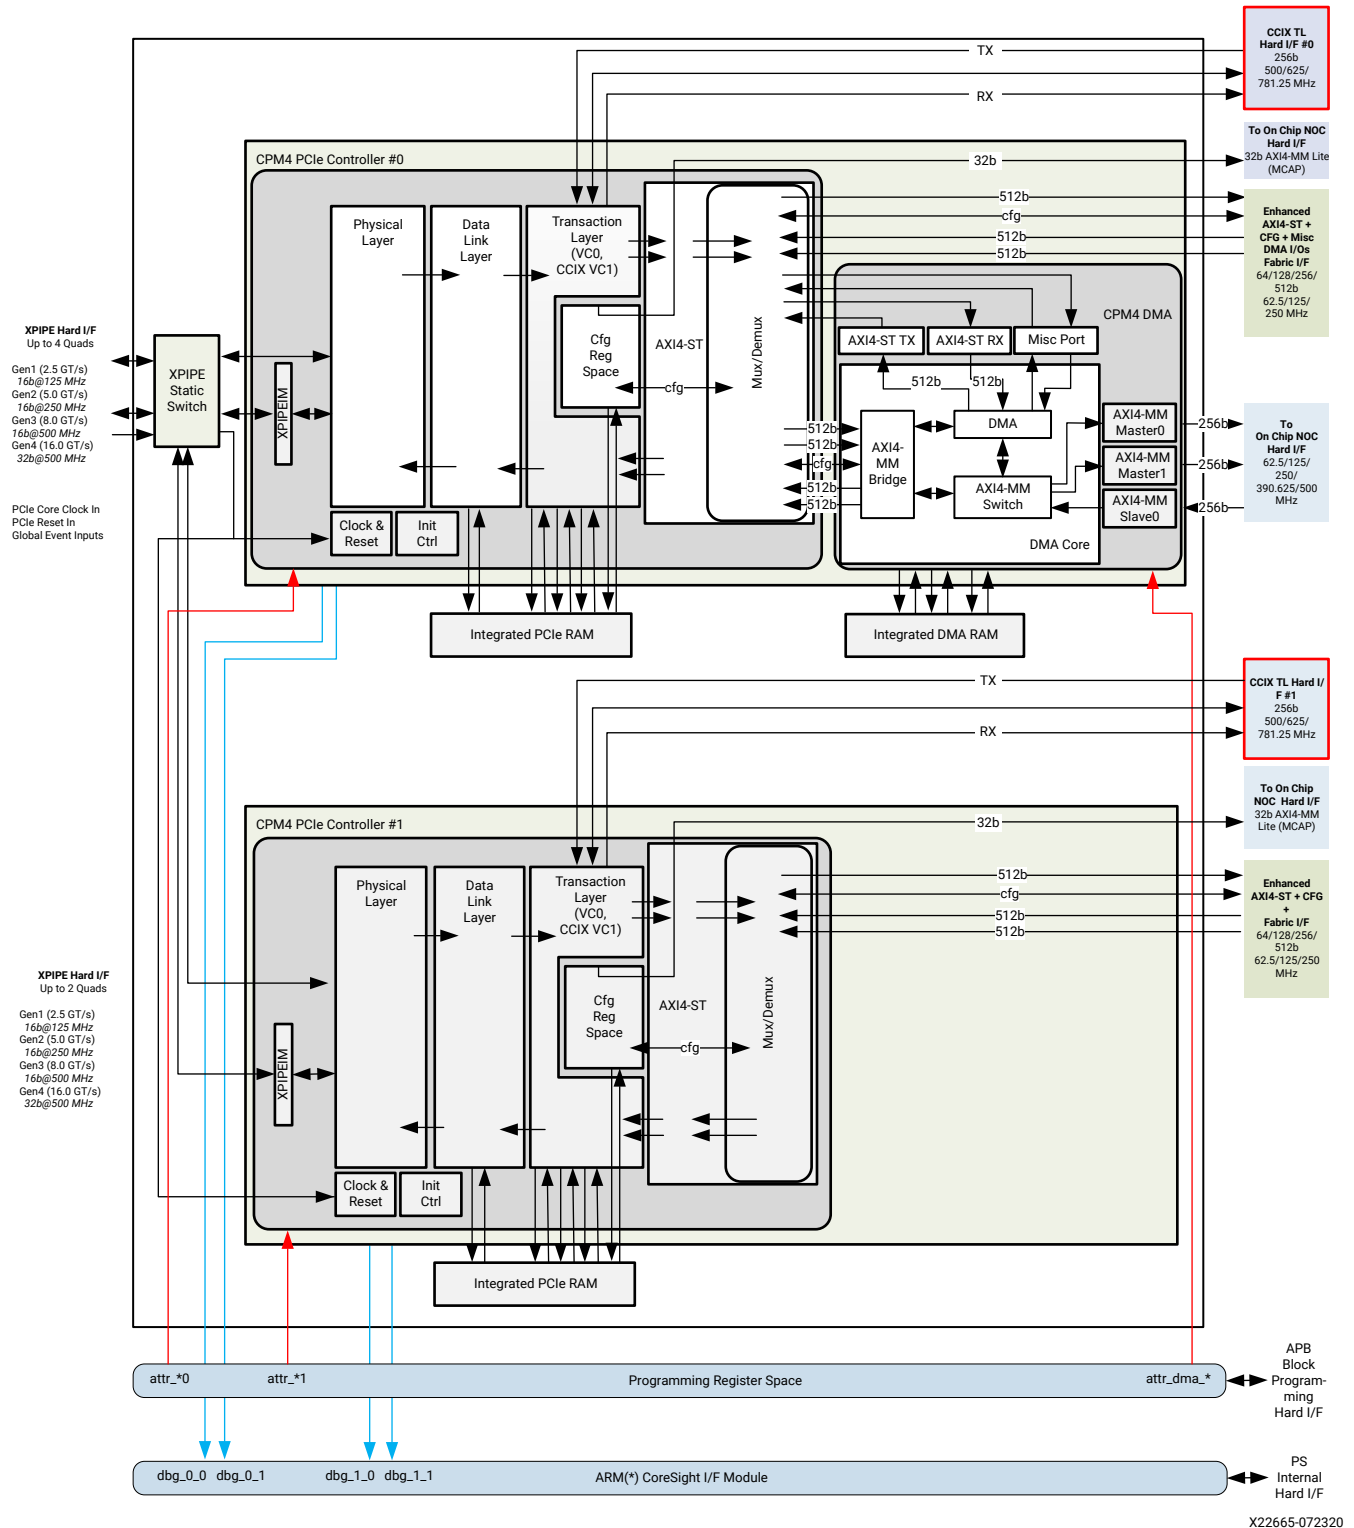 CCIX TL
Hard I/F #0
256b
500/625/
781.25 MHz
TX
RX
To On Chip NOC
Hard I/F
32b AXI4-MM Lite
(MCAP)
CPM4 PCIe Controller #0
32b
512b
cfg
512b
512b
Enhanced
AXI4-ST +
CFG + Misc
DMA I/Os
Fabric I/F
64/128/256/
512b
62.5/125/
250 MHz
Physical
Layer
Data
Link
Layer
Transaction
Layer
(VC0,
CCIX VC1)
Cfg
Reg
Space
AXI4-ST
cfg
Mux/Demux
CPM4 DMA
AXI4-ST TX
AXI4-ST RX
Misc Port
512b
512b
DMA
AXI4-
MM
Bridge
AXI4-MM
Switch
AXI4-MM
Master0
AXI4-MM
Master1
AXI4-MM
Slave0
DMA Core
512b
512b
cfg
512b
512b
256b
256b
256b
To
On Chip NOC
Hard I/F
62.5/125/
250/
390.625/500
MHz
XPIPE Hard I/F
Up to 4 Quads
Gen1 (2.5 GT/s)
16b@125 MHz
Gen2 (5.0 GT/s)
16b@250 MHz
Gen3 (8.0 GT/s)
16b@500 MHz
Gen4 (16.0 GT/s)
32b@500 MHz
XPIPE
Static
Switch
XPIPEIM
PCIe Core Clock In
PCIe Reset In
Global Event Inputs
Clock &
Reset
Init
Ctrl
Integrated PCIe RAM
Integrated DMA RAM
TX
RX
CCIX TL Hard I/
F #1
256b
500/625/
781.25 MHz
To On Chip
NOC Hard I/F
32b AXI4-MM
Lite (MCAP)
CPM4 PCIe Controller #1
32b
512b
cfg
512b
512b
Enhanced
AXI4-ST + CFG
+
Fabric I/F
64/128/256/
512b
62.5/125/250
MHz
Physical
Layer
Data
Link
Layer
Transaction
Layer
(VC0,
CCIX VC1)
Cfg
Reg
Space
AXI4-ST
cfg
Mux/Demux
XPIPE Hard I/F
Up to 2 Quads
Gen1 (2.5 GT/s)
16b@125 MHz
Gen2 (5.0 GT/s)
16b@250 MHz
Gen3 (8.0 GT/s)
16b@500 MHz
Gen4 (16.0 GT/s)
32b@500 MHz
XPIPEIM
Clock &
Reset
Init
Ctrl
Integrated PCIe RAM
attr_*0
attr_*1
Programming Register Space
attr_dma_*
APB
Block
Program-
ming
Hard I/F
dbg_0_0
dbg_0_1
dbg_1_0
dbg_1_1
ARM(*) CoreSight I/F Module
PS
Internal
Hard I/F
X22665-072320